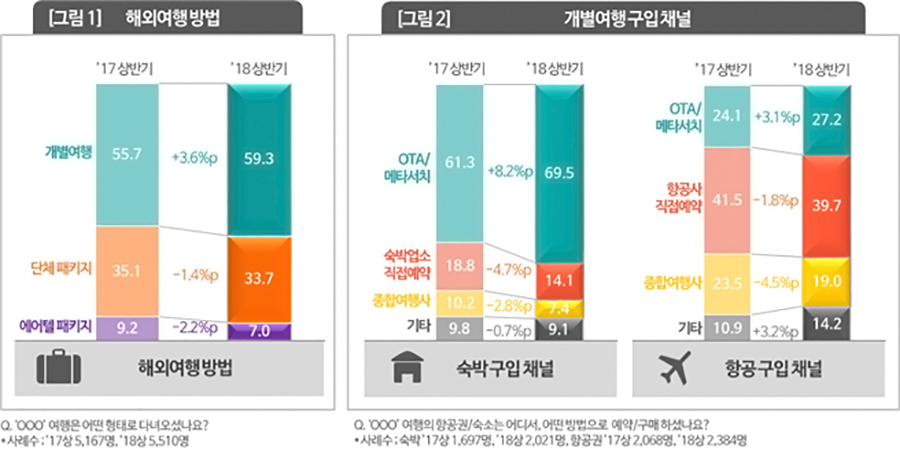 [그림 1] 해외여행 방법
'17상반기 '18상반기
개별여행 55.7 +3.6%p 59.3
단체 패키지 35.1 -1.4%p 33.7
에어텔 패키지 9.2 -2.2%p 7.0
해외여행 방법
Q. 'OOO' 여행은 어떤 형태로 다녀오셨나요?
• 사례수 ; '17상 5,167명, '18상 5,510명
[그림 2] 개별여행 구입 채널
'17상반기 '18상반기
OTA/
메타서치 61.3 +8.2%p 69.5
숙박업소
직접예약 18.8 -4.7%p 14.1
종합여행사 10.2 -2.8%p 7.4
기타 9.8 -0.7%p 9.1
숙박 구입 채널
'17상반기 '18상반기
OTA/
메타서치 24.1 +3.1%p 27.2
항공사
직접예약 41.5 -1.8%p 39.7
종합여행사 23.5 -4.5%p 19.0
기타 10.9 +3.2%p 14.2
항공 구입 채널
Q. 'OOO' 여행의 항공권/숙소는 어디서, 어떤 방법으로 예약/구매 하셨나요?
• 사례수 ; 숙박 '17상 1,697명, '18상 2,021명, 항공권 '17상 2,068명, '18상 2,384명